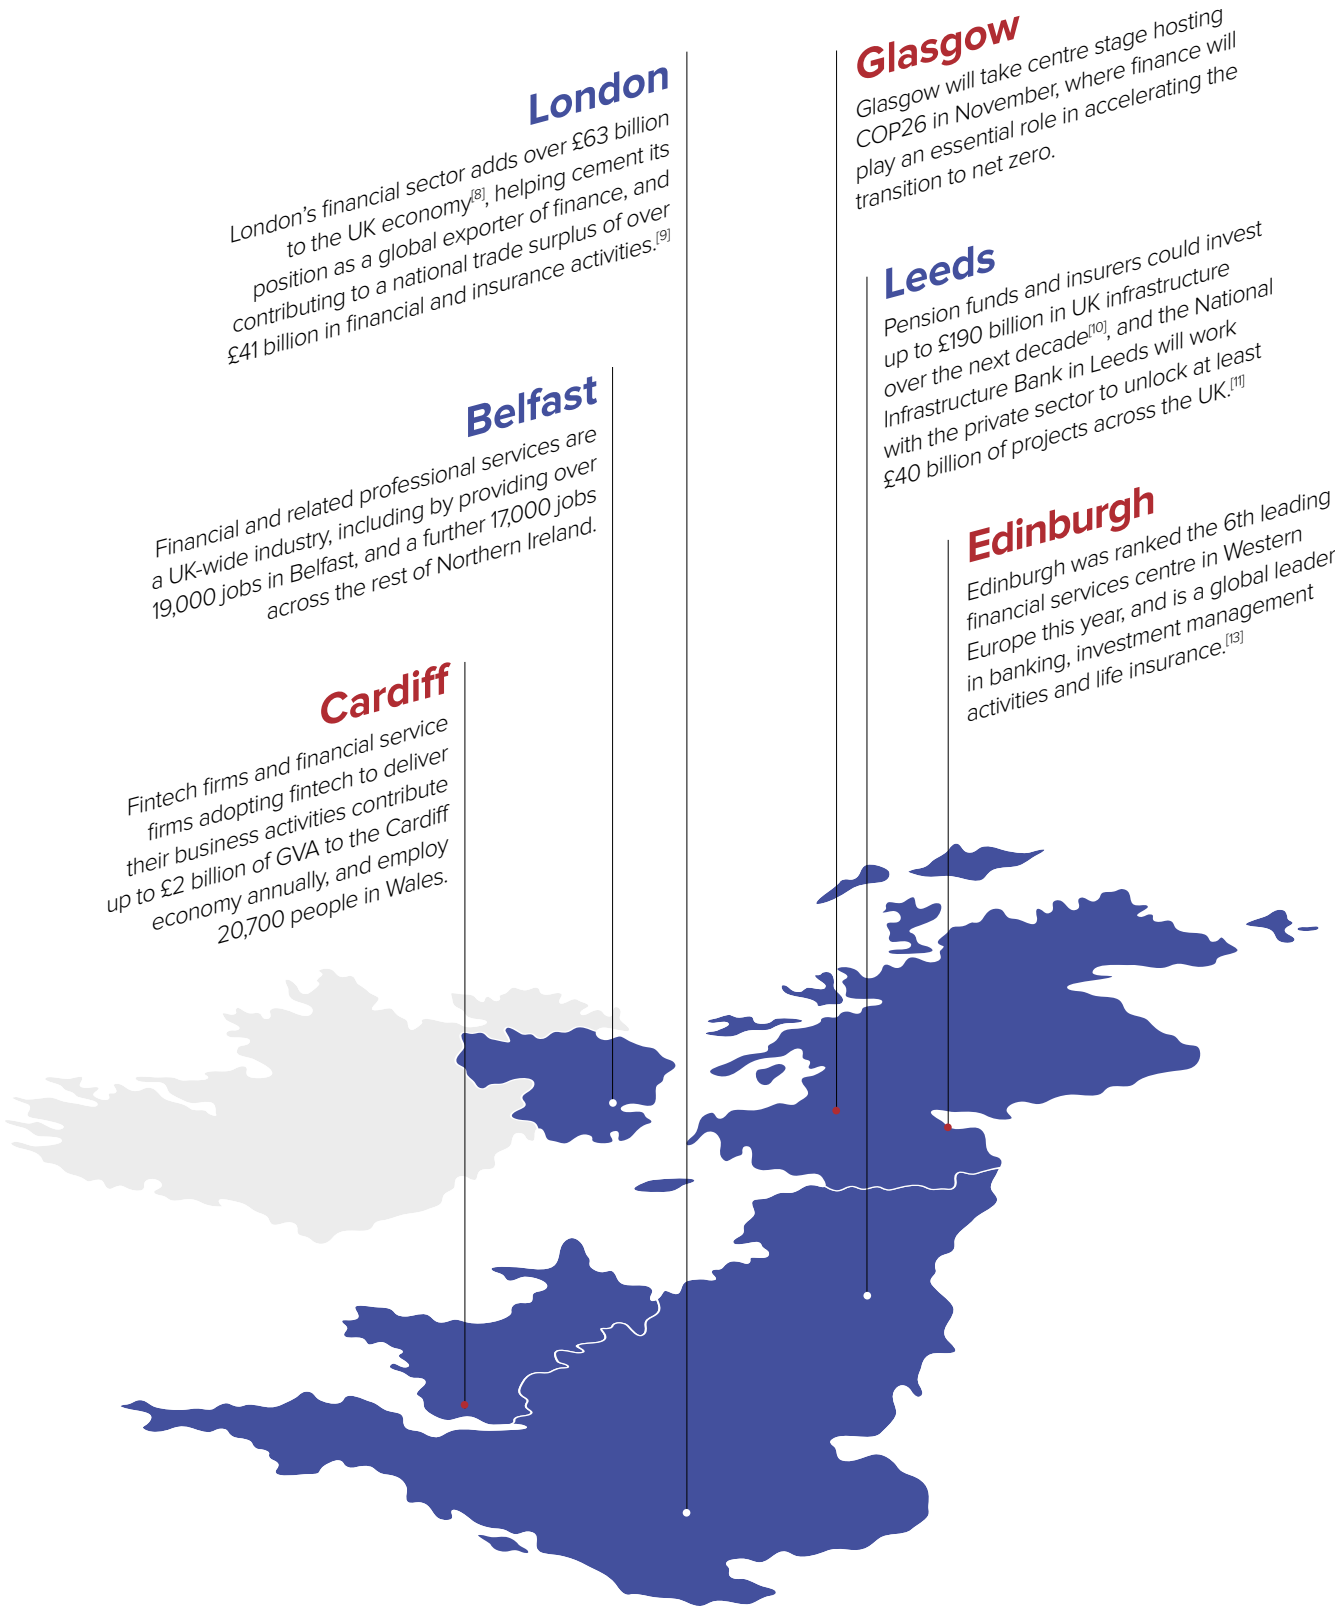 London
London's financial sector adds over £63 billion
to the UK economy[8], helping cement its
position as a global exporter of finance, and
contributing to a national trade surplus of over
£41 billion in financial and insurance activities.[9]
Belfast
Financial and related professional services are
a UK-wide industry, including by providing over
19,000 jobs in Belfast, and a further 17,000 jobs
across the rest of Northern Ireland.
Cardiff
Fintech firms and financial service
firms adopting fintech to deliver
their business activities contribute
up to £2 billion of GVA to the Cardiff
economy annually, and employ
20,700 people in Wales.
Glasgow
Glasgow will take centre stage hosting
COP26 in November, where finance will
play an essential role in accelerating the
transition to net zero.
Leeds
Pension funds and insurers could invest
up to £190 billion in UK infrastructure
over the next decade[10], and the National
Infrastructure Bank in Leeds will work
with the private sector to unlock at least
£40 billion of projects across the UK.[11]
Edinburgh
Edinburgh was ranked the 6th leading
financial services centre in Western
Europe this year, and is a global leader
in banking, investment management
activities and life insurance.[13]